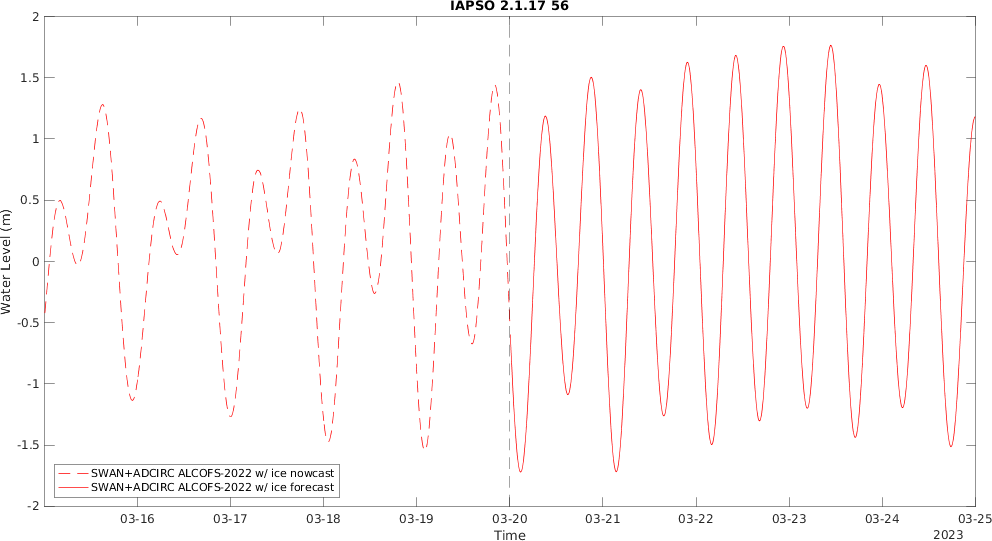 IAPSO 2.1.17 56
2
1.5
1
0.5
0
-0.5
-1
-1.5
-2
Water Level (m)
SWAN+ADCIRC ALCOFS-2022 w/ ice nowcast
SWAN+ADCIRC ALCOFS-2022 w/ ice forecast
03-16 03-17 03-18 03-19 03-20 03-21 03-22 03-23 03-24 03-25
Time
2023